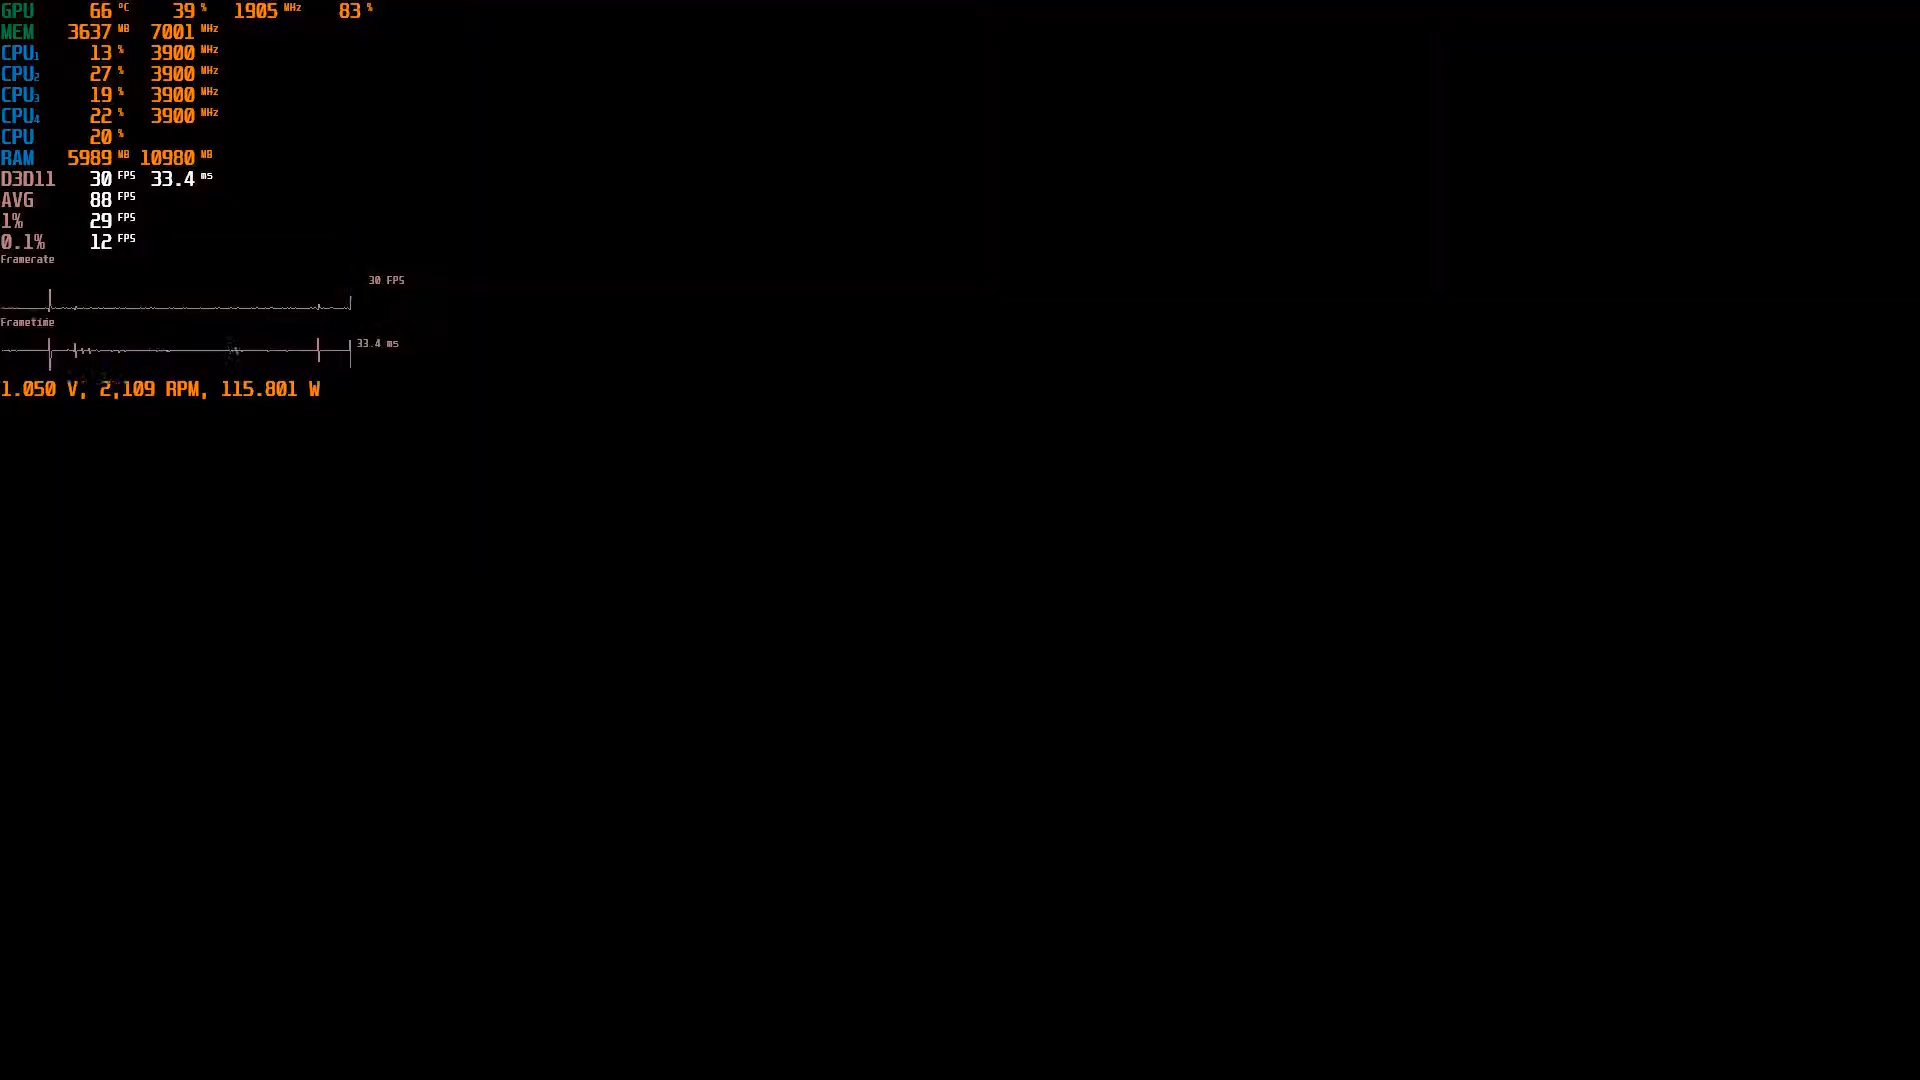 GPU 66 °C 39 % 1905 MHz 83 %
MEM 3637 MB 7001 MHz
CPU1 13 % 3900 MHz
CPU2 27 % 3900 MHz
CPU3 19 % 3900 MHz
CPU4 22 % 3900 MHz
CPU 20 %
RAM 5989 MB 10980 MB
D3D11 30 FPS 33.4 ms
AVG 88 FPS
1% 29 FPS
0.1% 12 FPS
Framerate
30 FPS
Frametime
33.4 ms
1.050 V, 2,109 RPM, 115.801 W